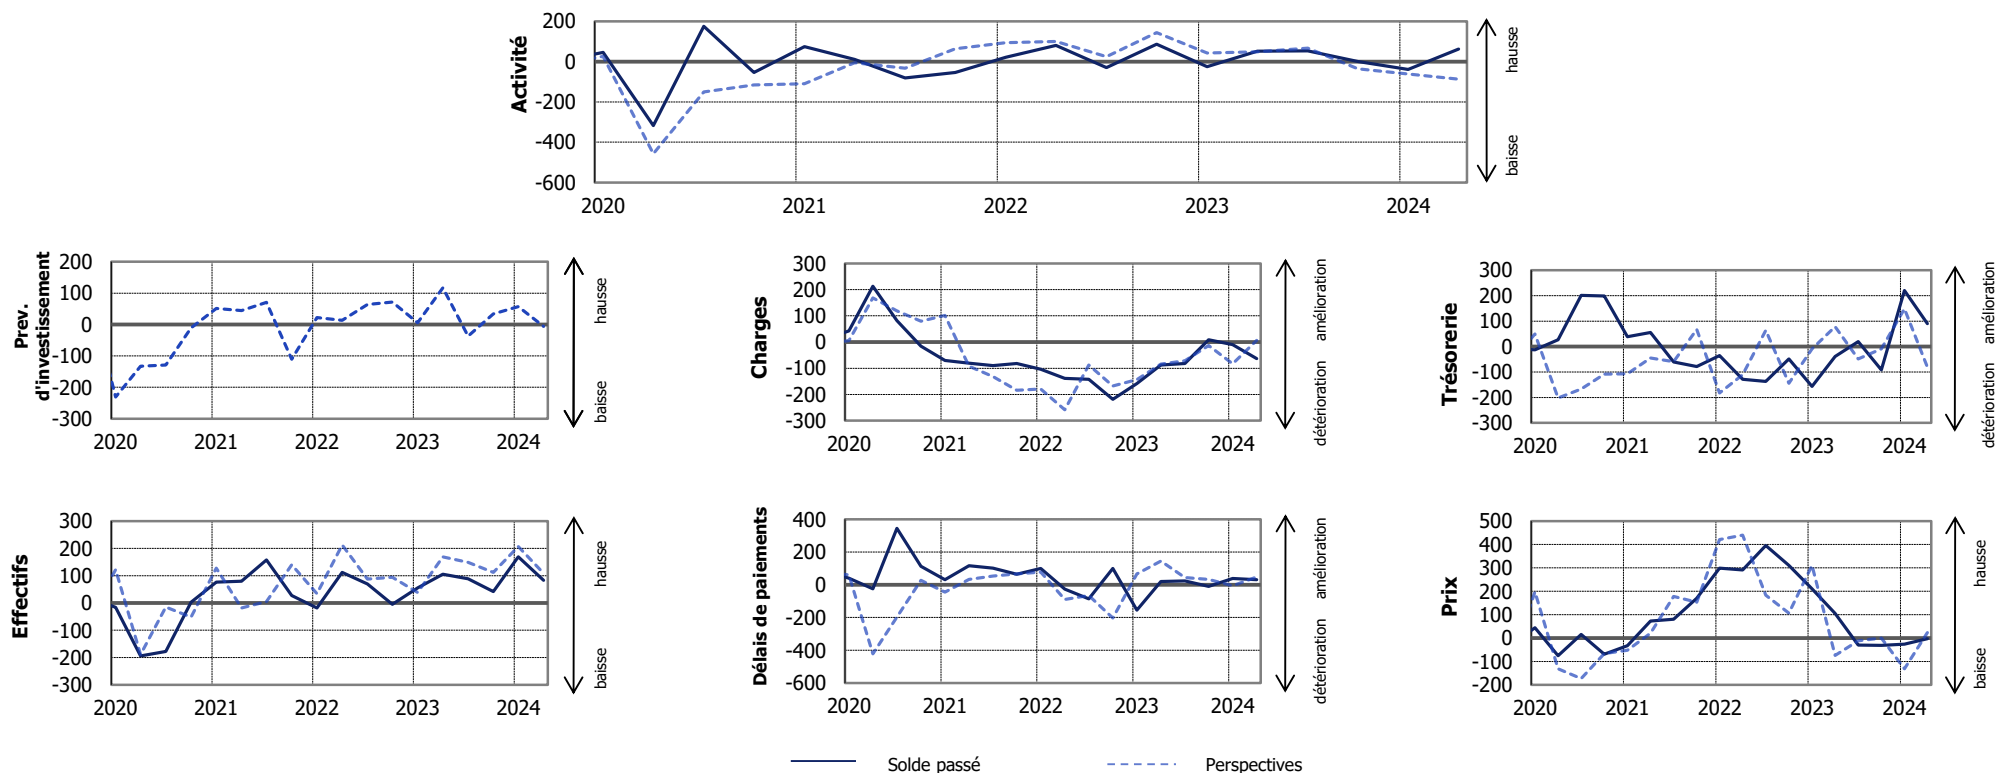 Activité
200
0
-200
-400
-600
2020 2021 2022 2023 2024
hausse
baisse
Prev.
d'investissement
200
100
0
-100
-200
-300
2020 2021 2022 2023 2024
hausse
baisse
Charges
300
200
100
0
-100
-200
-300
2020 2021 2022 2023 2024
amélioration
détérioration
Trésorerie
300
200
100
0
-100
-200
-300
2020 2021 2022 2023 2024
amélioration
détérioration
Effectifs
300
200
100
0
-100
-200
-300
2020 2021 2022 2023 2024
hausse
baisse
Délais de paiements
400
200
0
-200
-400
-600
2020 2021 2022 2023 2024
amélioration
détérioration
Prix
500
400
300
200
100
0
-100
-200
2020 2021 2022 2023 2024
hausse
baisse
Solde passé Perspectives